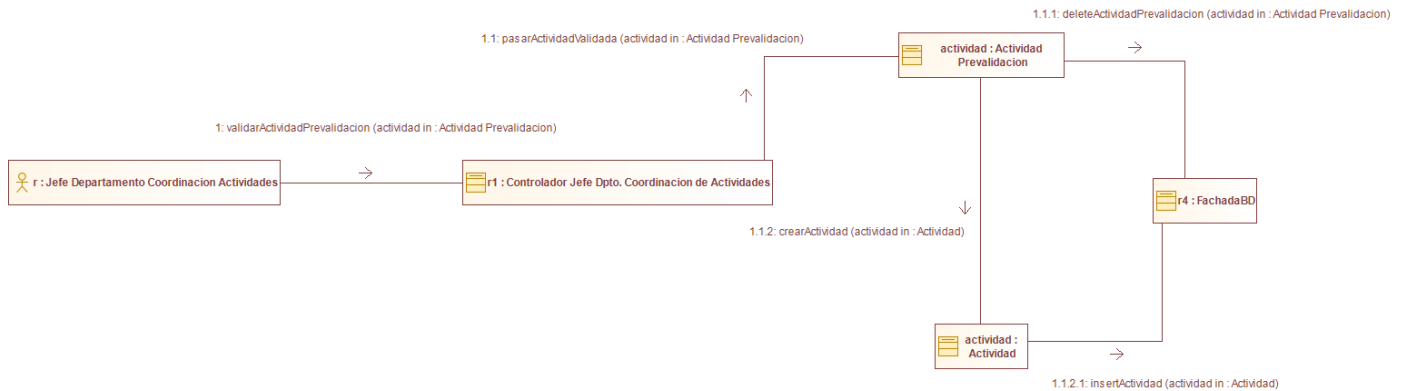 1.1.1: deleteActividadPrevalidacion (actividad in : Actividad Prevalidacion)
1.1: pasarActividadValidada (actividad in : Actividad Prevalidacion)
actividad : Actividad
Prevalidacion
1: validarActividadPrevalidacion (actividad in : Actividad Prevalidacion)
r : Jefe Departamento Coordinacion Actividades
r1 : Controlador Jefe Dpto. Coordinacion de Actividades
r4 : FachadaBD
1.1.2: crearActividad (actividad in : Actividad)
actividad :
Actividad
1.1.2.1: insertActividad (actividad in : Actividad)